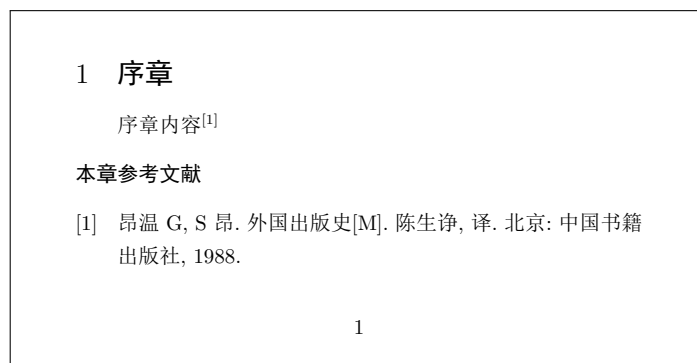 1 序章
序章内容[1]
本章参考文献
[1] 昂温 G, S 昂. 外国出版史[M]. 陈生诤, 译. 北京: 中国书籍
出版社, 1988.
1